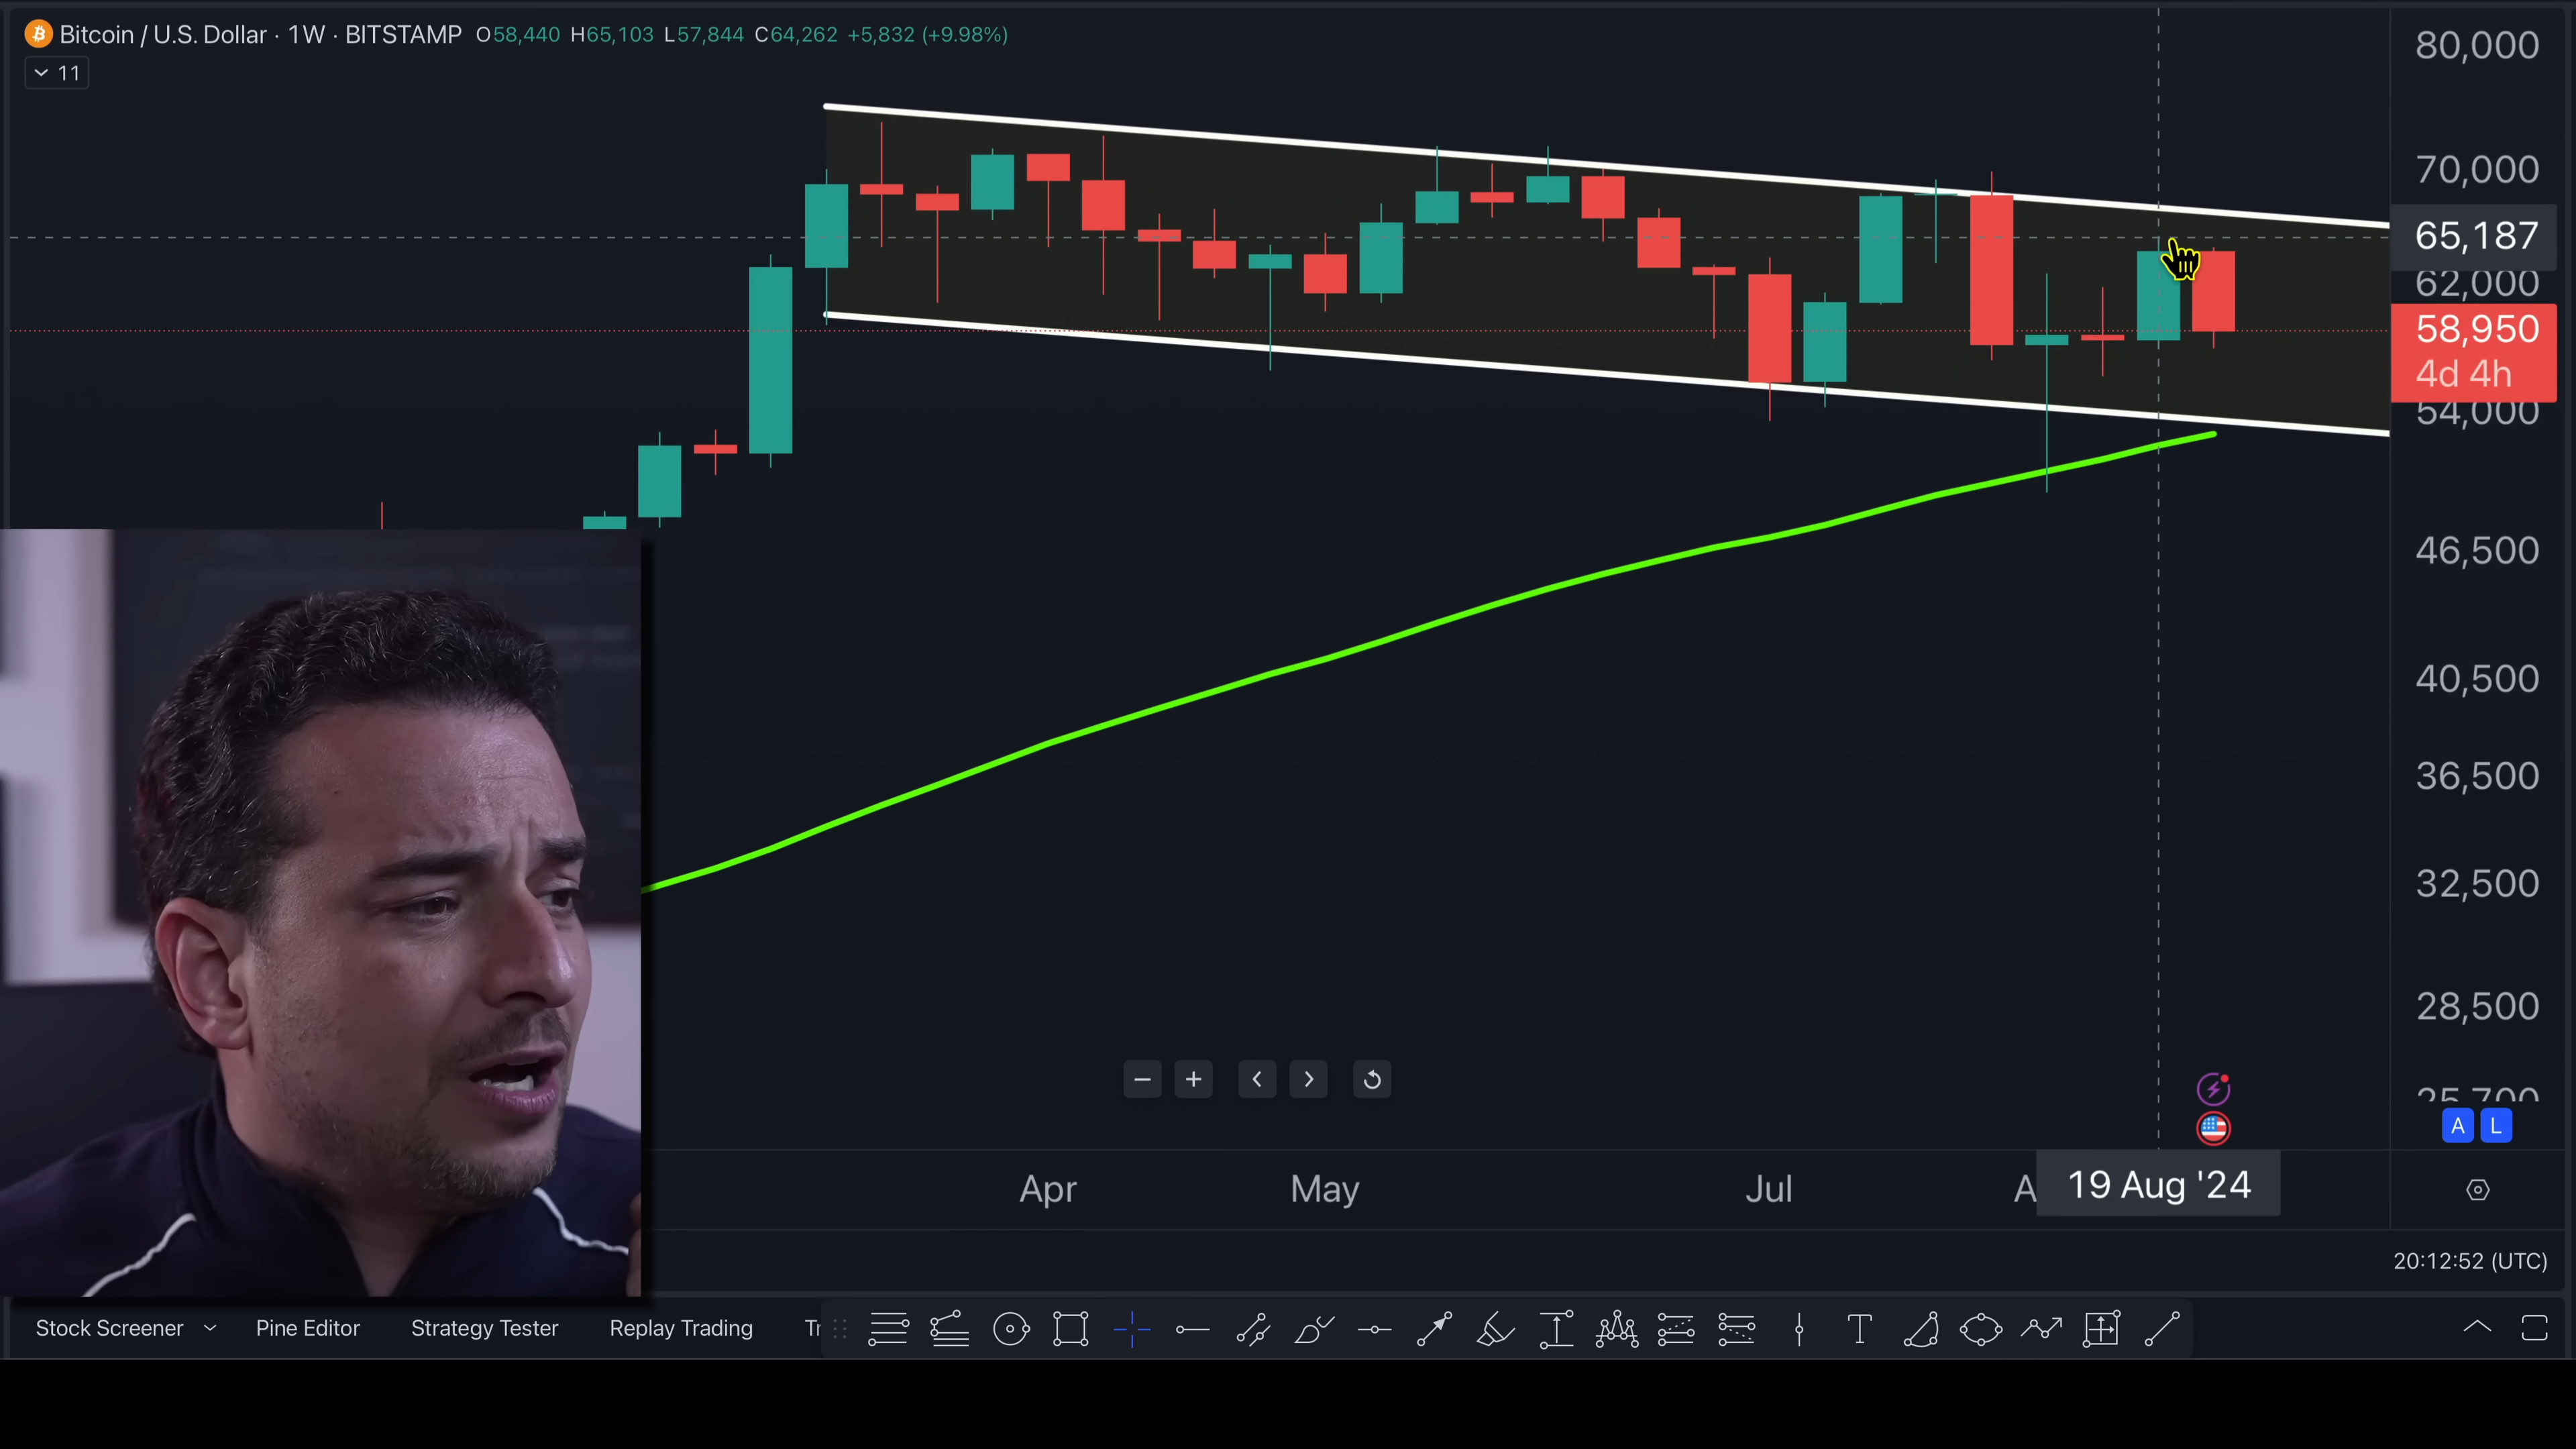 Bitcoin / U.S. Dollar · 1W · BITSTAMP O58,440 H65,103 L57,844 C64,262 +5,832 (+9.98%)
11
80,000
70,000
65,187
62,000
58,950
4d 4h
54,000
46,500
40,500
36,500
32,500
28,500
25,700
A L
Apr May Jul A 19 Aug '24
20:12:52 (UTC)
Stock Screener Pine Editor Strategy Tester Replay Trading Tr